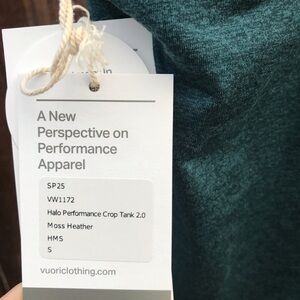 A New
Perspective on
Performance
Apparel
SP25
VW1172
Halo Performance Crop Tank 2.0
Moss Heather
HMS
S
vuoriclothing.com